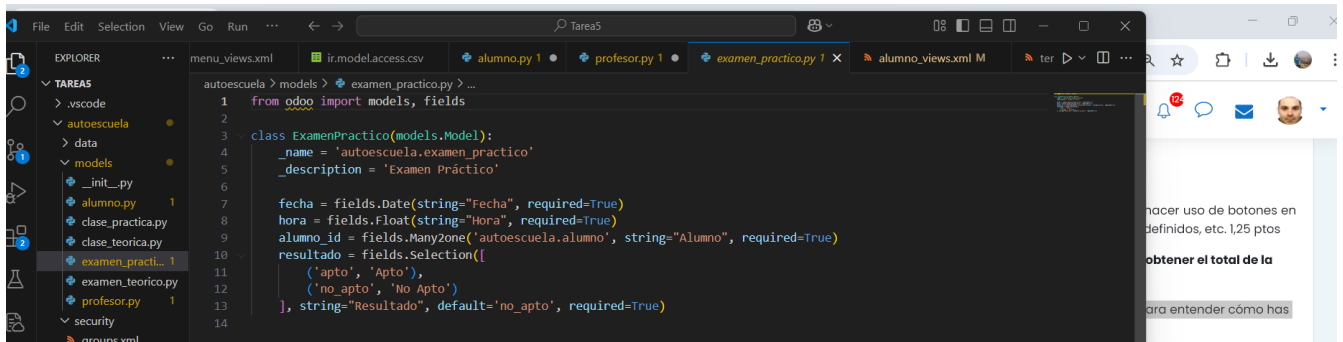 File Edit Selection View Go Run ··· Tarea5
EXPLORER ···
TAREA5
.vscode
autoescuela
data
models
__init__.py
alumno.py 1
clase_practica.py
clase_teorica.py
examen_practi... 1
examen_teorico.py
profesor.py 1
security
groups.xml
2
1
2
menu_views.xml ir.model.access.csv alumno.py 1 profesor.py 1 examen_practico.py 1 alumno_views.xml M ter
autoescuela > models > examen_practico.py > ...
1 from odoo import models, fields
2
3 class ExamenPractico(models.Model):
4 _name = 'autoescuela.examen_practico'
5 _description = 'Examen Práctico'
6
7 fecha = fields.Date(string="Fecha", required=True)
8 hora = fields.Float(string="Hora", required=True)
9 alumno_id = fields.Many2one('autoescuela.alumno', string="Alumno", required=True)
10 resultado = fields.Selection([
11 ('apto', 'Apto'),
12 ('no_apto', 'No Apto')
13 ], string="Resultado", default='no_apto', required=True)
14
124
hacer uso de botones en
definidos, etc. 1,25 ptos
obtener el total de la
ara entender cómo has